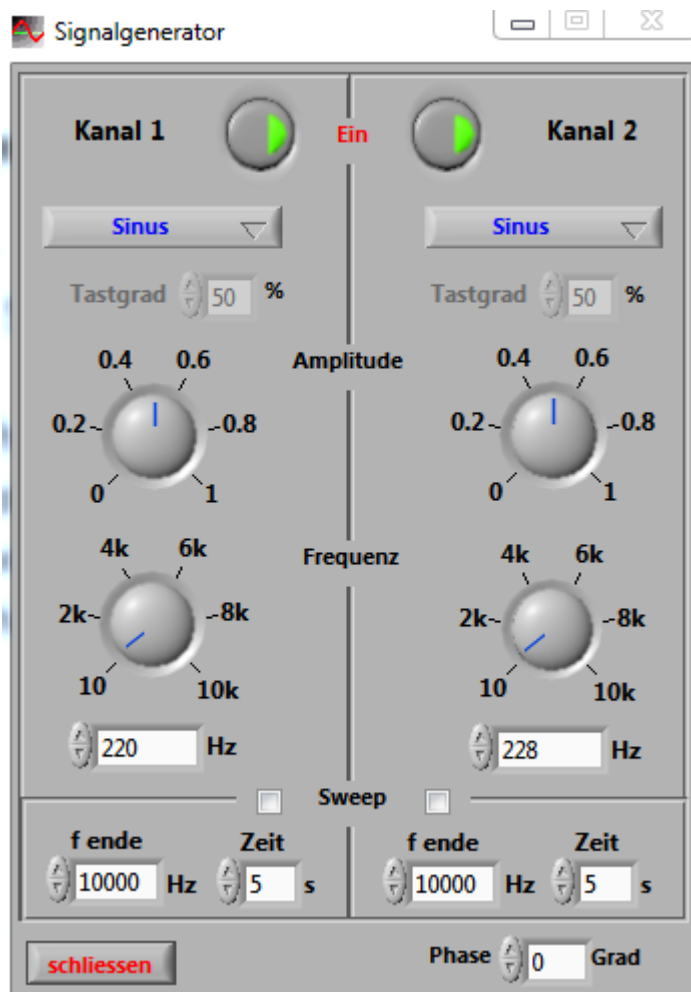 Signalgenerator
Kanal 1 Ein Kanal 2
Sinus Sinus
Tastgrad 50 % Tastgrad 50 %
0.4 0.6 Amplitude 0.4 0.6
0.2 0.8 0.2 0.8
0 1 0 1
4k 6k Frequenz 4k 6k
2k 8k 2k 8k
10 10k 10 10k
220 Hz 228 Hz
Sweep
f ende Zeit f ende Zeit
10000 Hz 5 s 10000 Hz 5 s
schliessen Phase 0 Grad